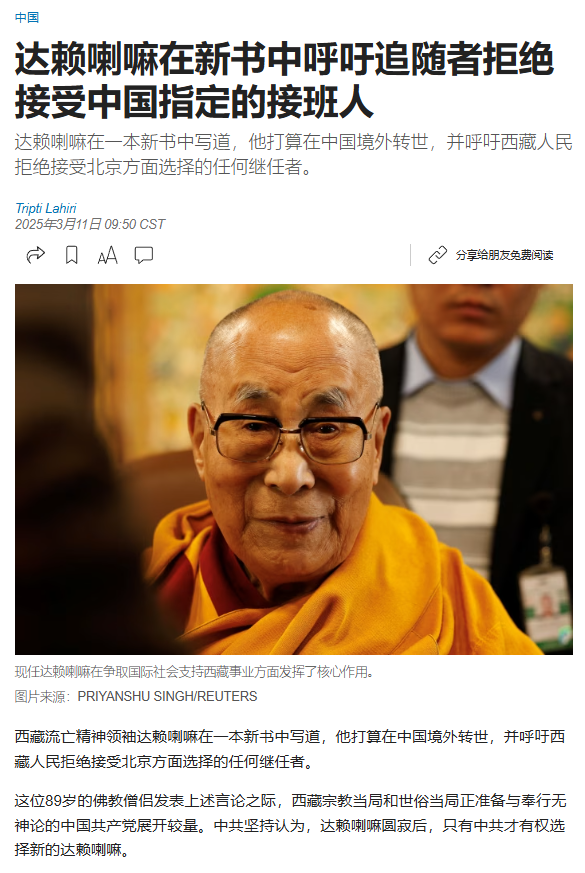 中国
达赖喇嘛在新书中呼吁追随者拒绝
接受中国指定的接班人
达赖喇嘛在一本新书中写道，他打算在中国境外转世，并呼吁西藏人民
拒绝接受北京方面选择的任何继任者。
Tripti Lahiri
2025年3月11日 09:50 CST
AA
分享给朋友免费阅读
现任达赖喇嘛在争取国际社会支持西藏事业方面发挥了核心作用。
图片来源：PRIYANSHU SINGH/REUTERS
西藏流亡精神领袖达赖喇嘛在一本新书中写道，他打算在中国境外转世，并呼吁西
藏人民拒绝接受北京方面选择的任何继任者。
这位89岁的佛教僧侣发表上述言论之际，西藏宗教当局和世俗当局正准备与奉行无
神论的中国共产党展开较量。中共坚持认为，达赖喇嘛圆寂后，只有中共才有权选
择新的达赖喇嘛。